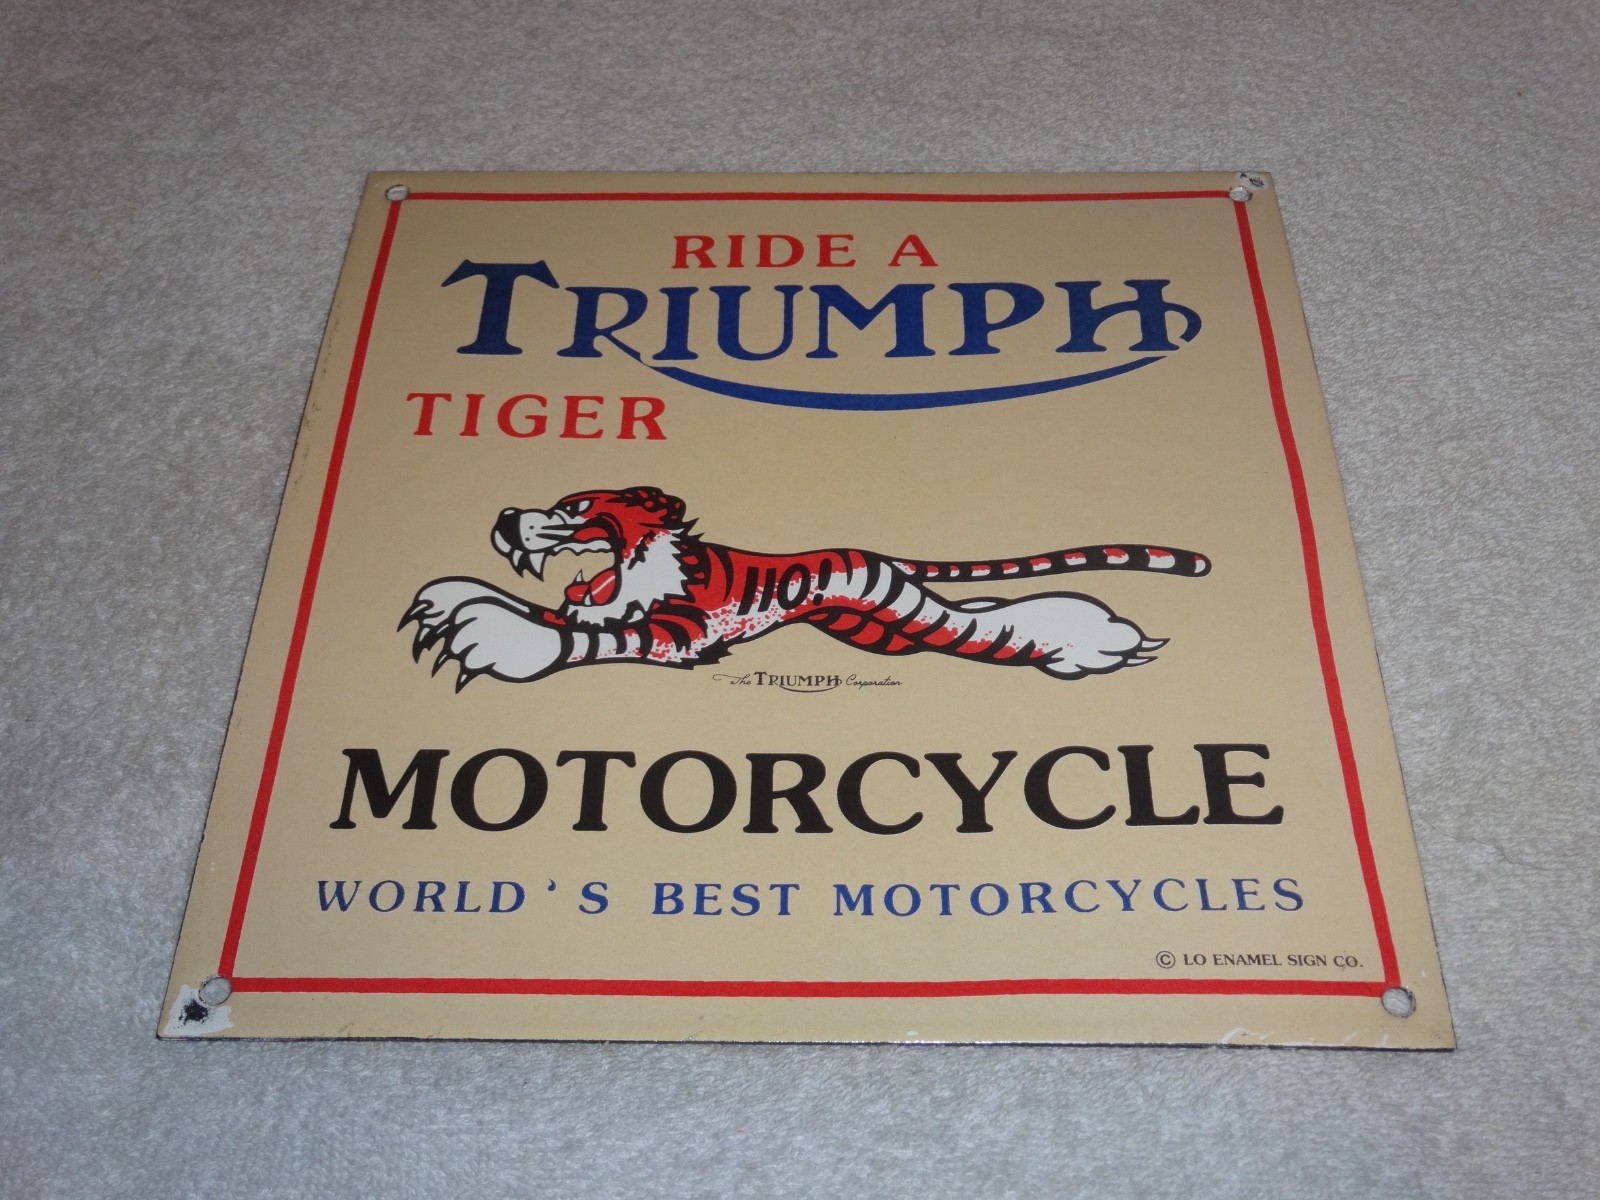 RIDE A
TRIUMPH
TIGER
110!
The TRIUMPH Corporation
MOTORCYCLE
WORLD'S BEST MOTORCYCLES
© LO ENAMEL SIGN CO.